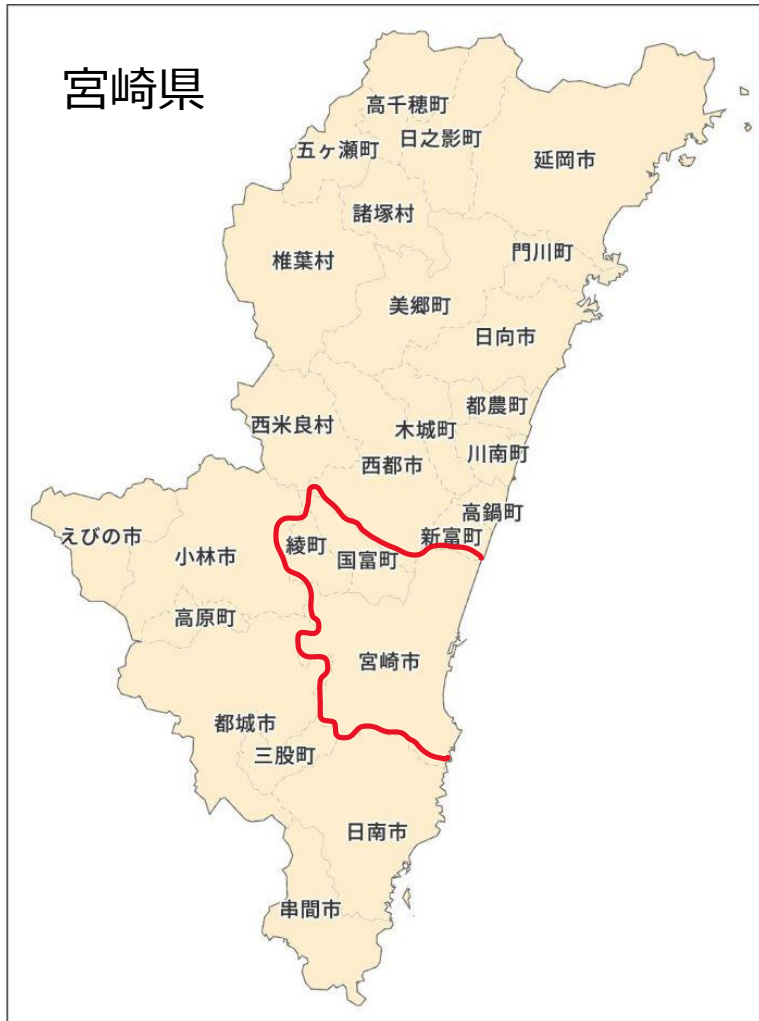 宮崎県
高千穂町
日之影町
五ヶ瀬町
延岡市
諸塚村
門川町
椎葉村
美郷町
日向市
都農町
西米良村
木城町
川南町
西都市
高鍋町
えびの市
新富町
綾町
小林市
国富町
高原町
宮崎市
都城市
三股町
日南市
串間市